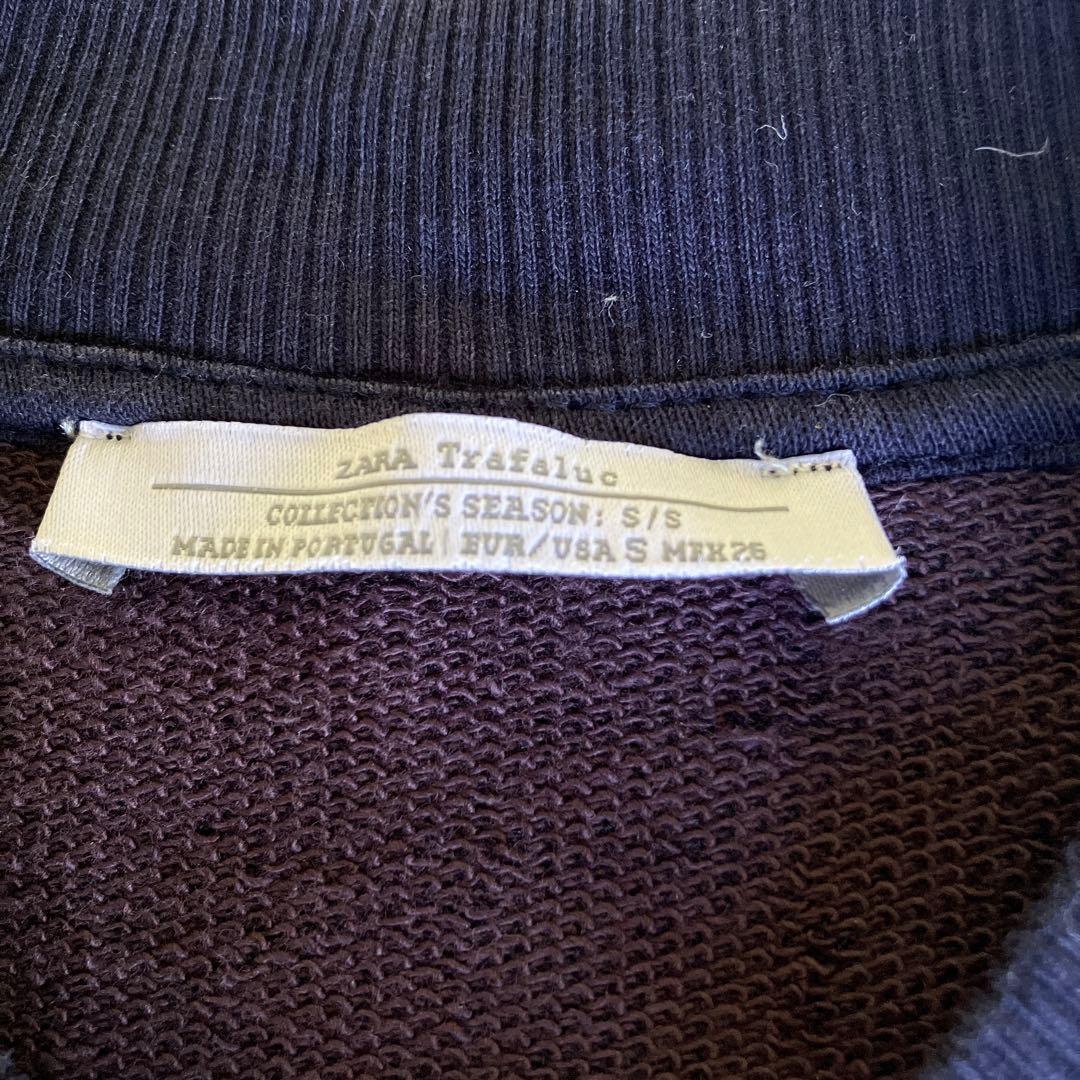 ZARA Trafaluc
COLLECTION'S SEASON: S/S
MADE IN PORTUGAL | EUR/USA S MEX 26